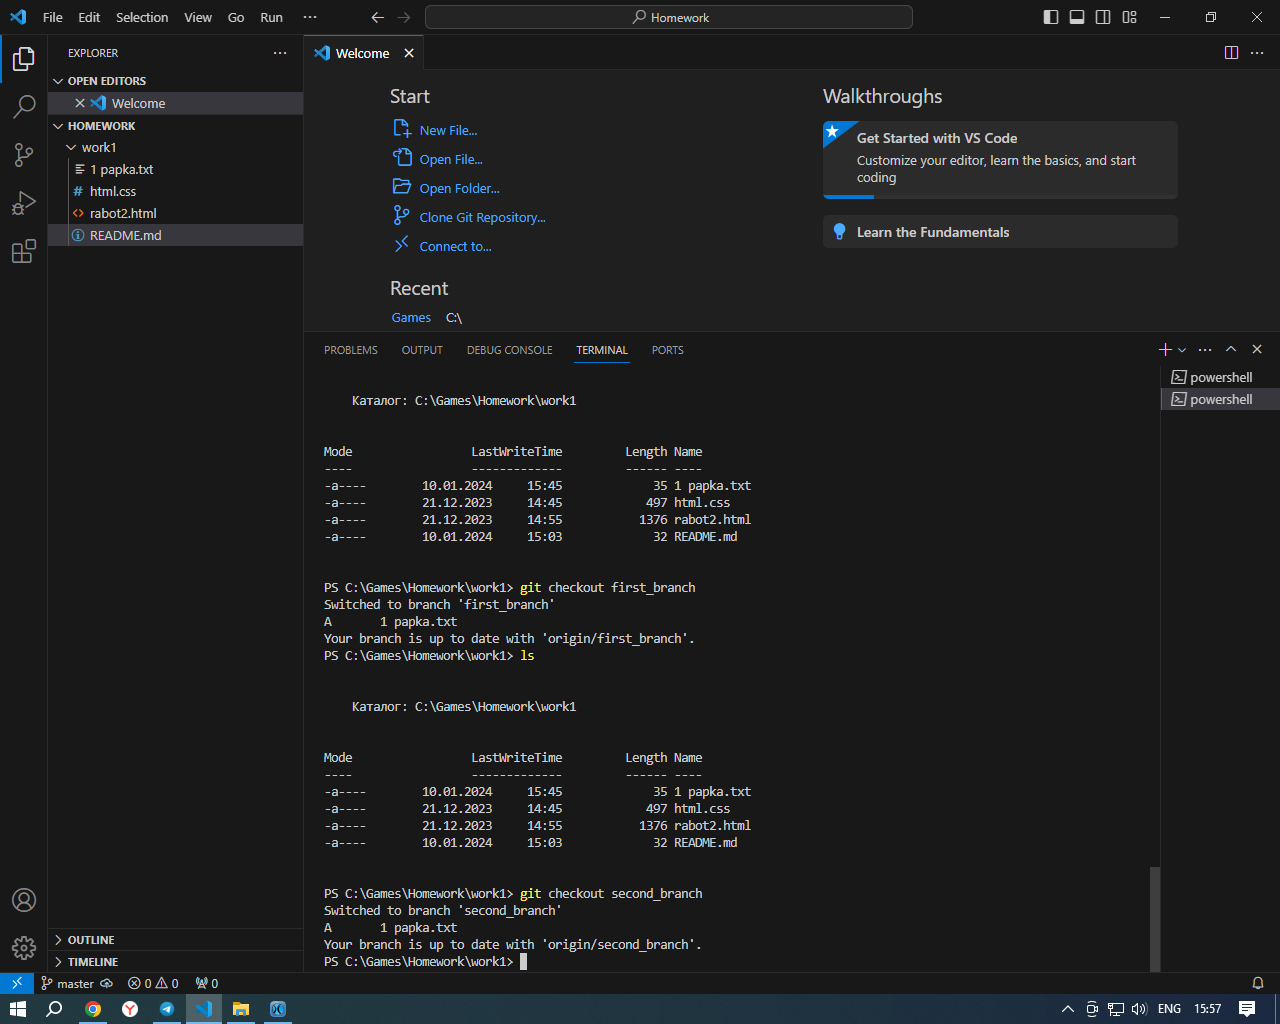 File Edit Selection View Go Run ···
Homework
EXPLORER
OPEN EDITORS
Welcome
HOMEWORK
work1
1 papka.txt
html.css
rabot2.html
README.md
OUTLINE
TIMELINE
Welcome
Start
New File...
Open File...
Open Folder...
Clone Git Repository...
Connect to...
Recent
Games C:\
Walkthroughs
Get Started with VS Code
Customize your editor, learn the basics, and start
coding
Learn the Fundamentals
PROBLEMS OUTPUT DEBUG CONSOLE TERMINAL PORTS
powershell
powershell
Каталог: C:\Games\Homework\work1
Mode LastWriteTime Length Name
---- ------------- ------ ----
-a---- 10.01.2024 15:45 35 1 papka.txt
-a---- 21.12.2023 14:45 497 html.css
-a---- 21.12.2023 14:55 1376 rabot2.html
-a---- 10.01.2024 15:03 32 README.md
PS C:\Games\Homework\work1> git checkout first_branch
Switched to branch 'first_branch'
A 1 papka.txt
Your branch is up to date with 'origin/first_branch'.
PS C:\Games\Homework\work1> ls
Каталог: C:\Games\Homework\work1
Mode LastWriteTime Length Name
---- ------------- ------ ----
-a---- 10.01.2024 15:45 35 1 papka.txt
-a---- 21.12.2023 14:45 497 html.css
-a---- 21.12.2023 14:55 1376 rabot2.html
-a---- 10.01.2024 15:03 32 README.md
PS C:\Games\Homework\work1> git checkout second_branch
Switched to branch 'second_branch'
A 1 papka.txt
Your branch is up to date with 'origin/second_branch'.
PS C:\Games\Homework\work1>
master 0 0 0
ENG 15:57